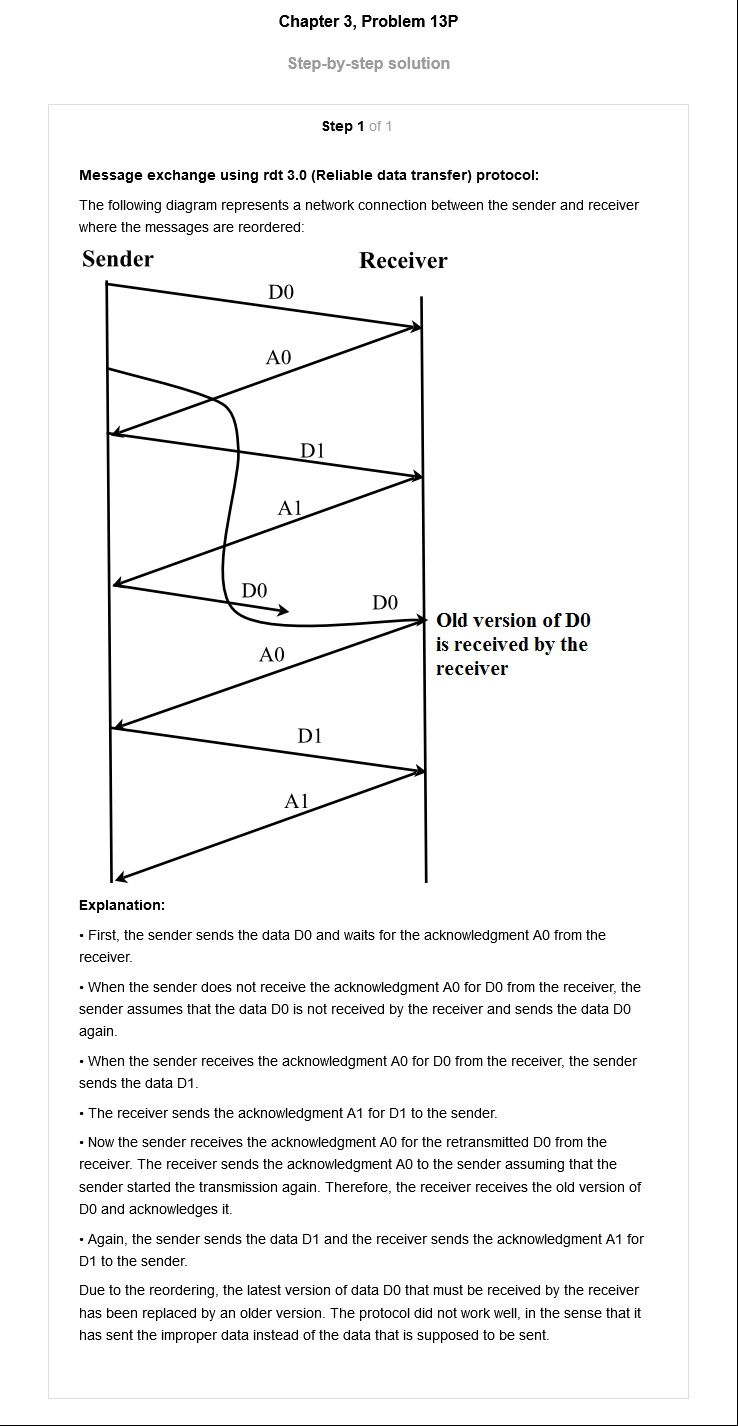 Chapter 3, Problem 13P
Step-by-step solution
Step 1 of 1
Message exchange using rdt 3.0 (Reliable data transfer) protocol:
The following diagram represents a network connection between the sender and receiver
where the messages are reordered:
Sender
Receiver
D0
A0
D1
A1
D0
D0
Old version of D0
is received by the
receiver
A0
D1
A1
Explanation:
• First, the sender sends the data D0 and waits for the acknowledgment A0 from the
receiver.
• When the sender does not receive the acknowledgment A0 for D0 from the receiver, the
sender assumes that the data D0 is not received by the receiver and sends the data D0
again.
• When the sender receives the acknowledgment A0 for D0 from the receiver, the sender
sends the data D1.
• The receiver sends the acknowledgment A1 for D1 to the sender.
• Now the sender receives the acknowledgment A0 for the retransmitted D0 from the
receiver. The receiver sends the acknowledgment A0 to the sender assuming that the
sender started the transmission again. Therefore, the receiver receives the old version of
D0 and acknowledges it.
• Again, the sender sends the data D1 and the receiver sends the acknowledgment A1 for
D1 to the sender.
Due to the reordering, the latest version of data D0 that must be received by the receiver
has been replaced by an older version. The protocol did not work well, in the sense that it
has sent the improper data instead of the data that is supposed to be sent.